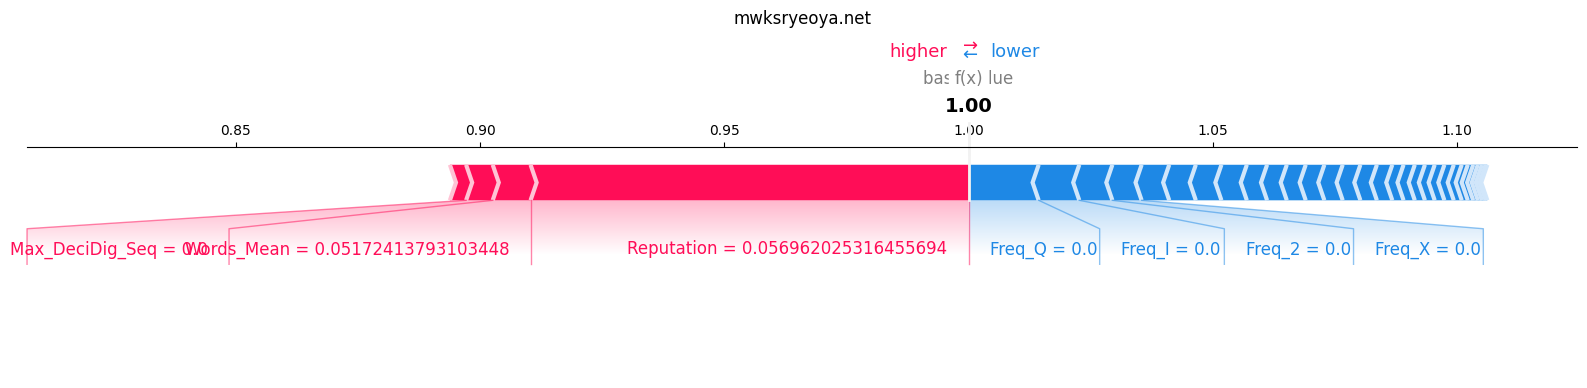 mwksryeoya.net
higher ⇄ lower
bas f(x) lue
1.00
0.85 0.90 0.95 1.00 1.05 1.10
Max_DeciDig_Seq = 0.0 Words_Mean = 0.05172413793103448 Reputation = 0.056962025316455694 Freq_Q = 0.0 Freq_I = 0.0 Freq_2 = 0.0 Freq_X = 0.0